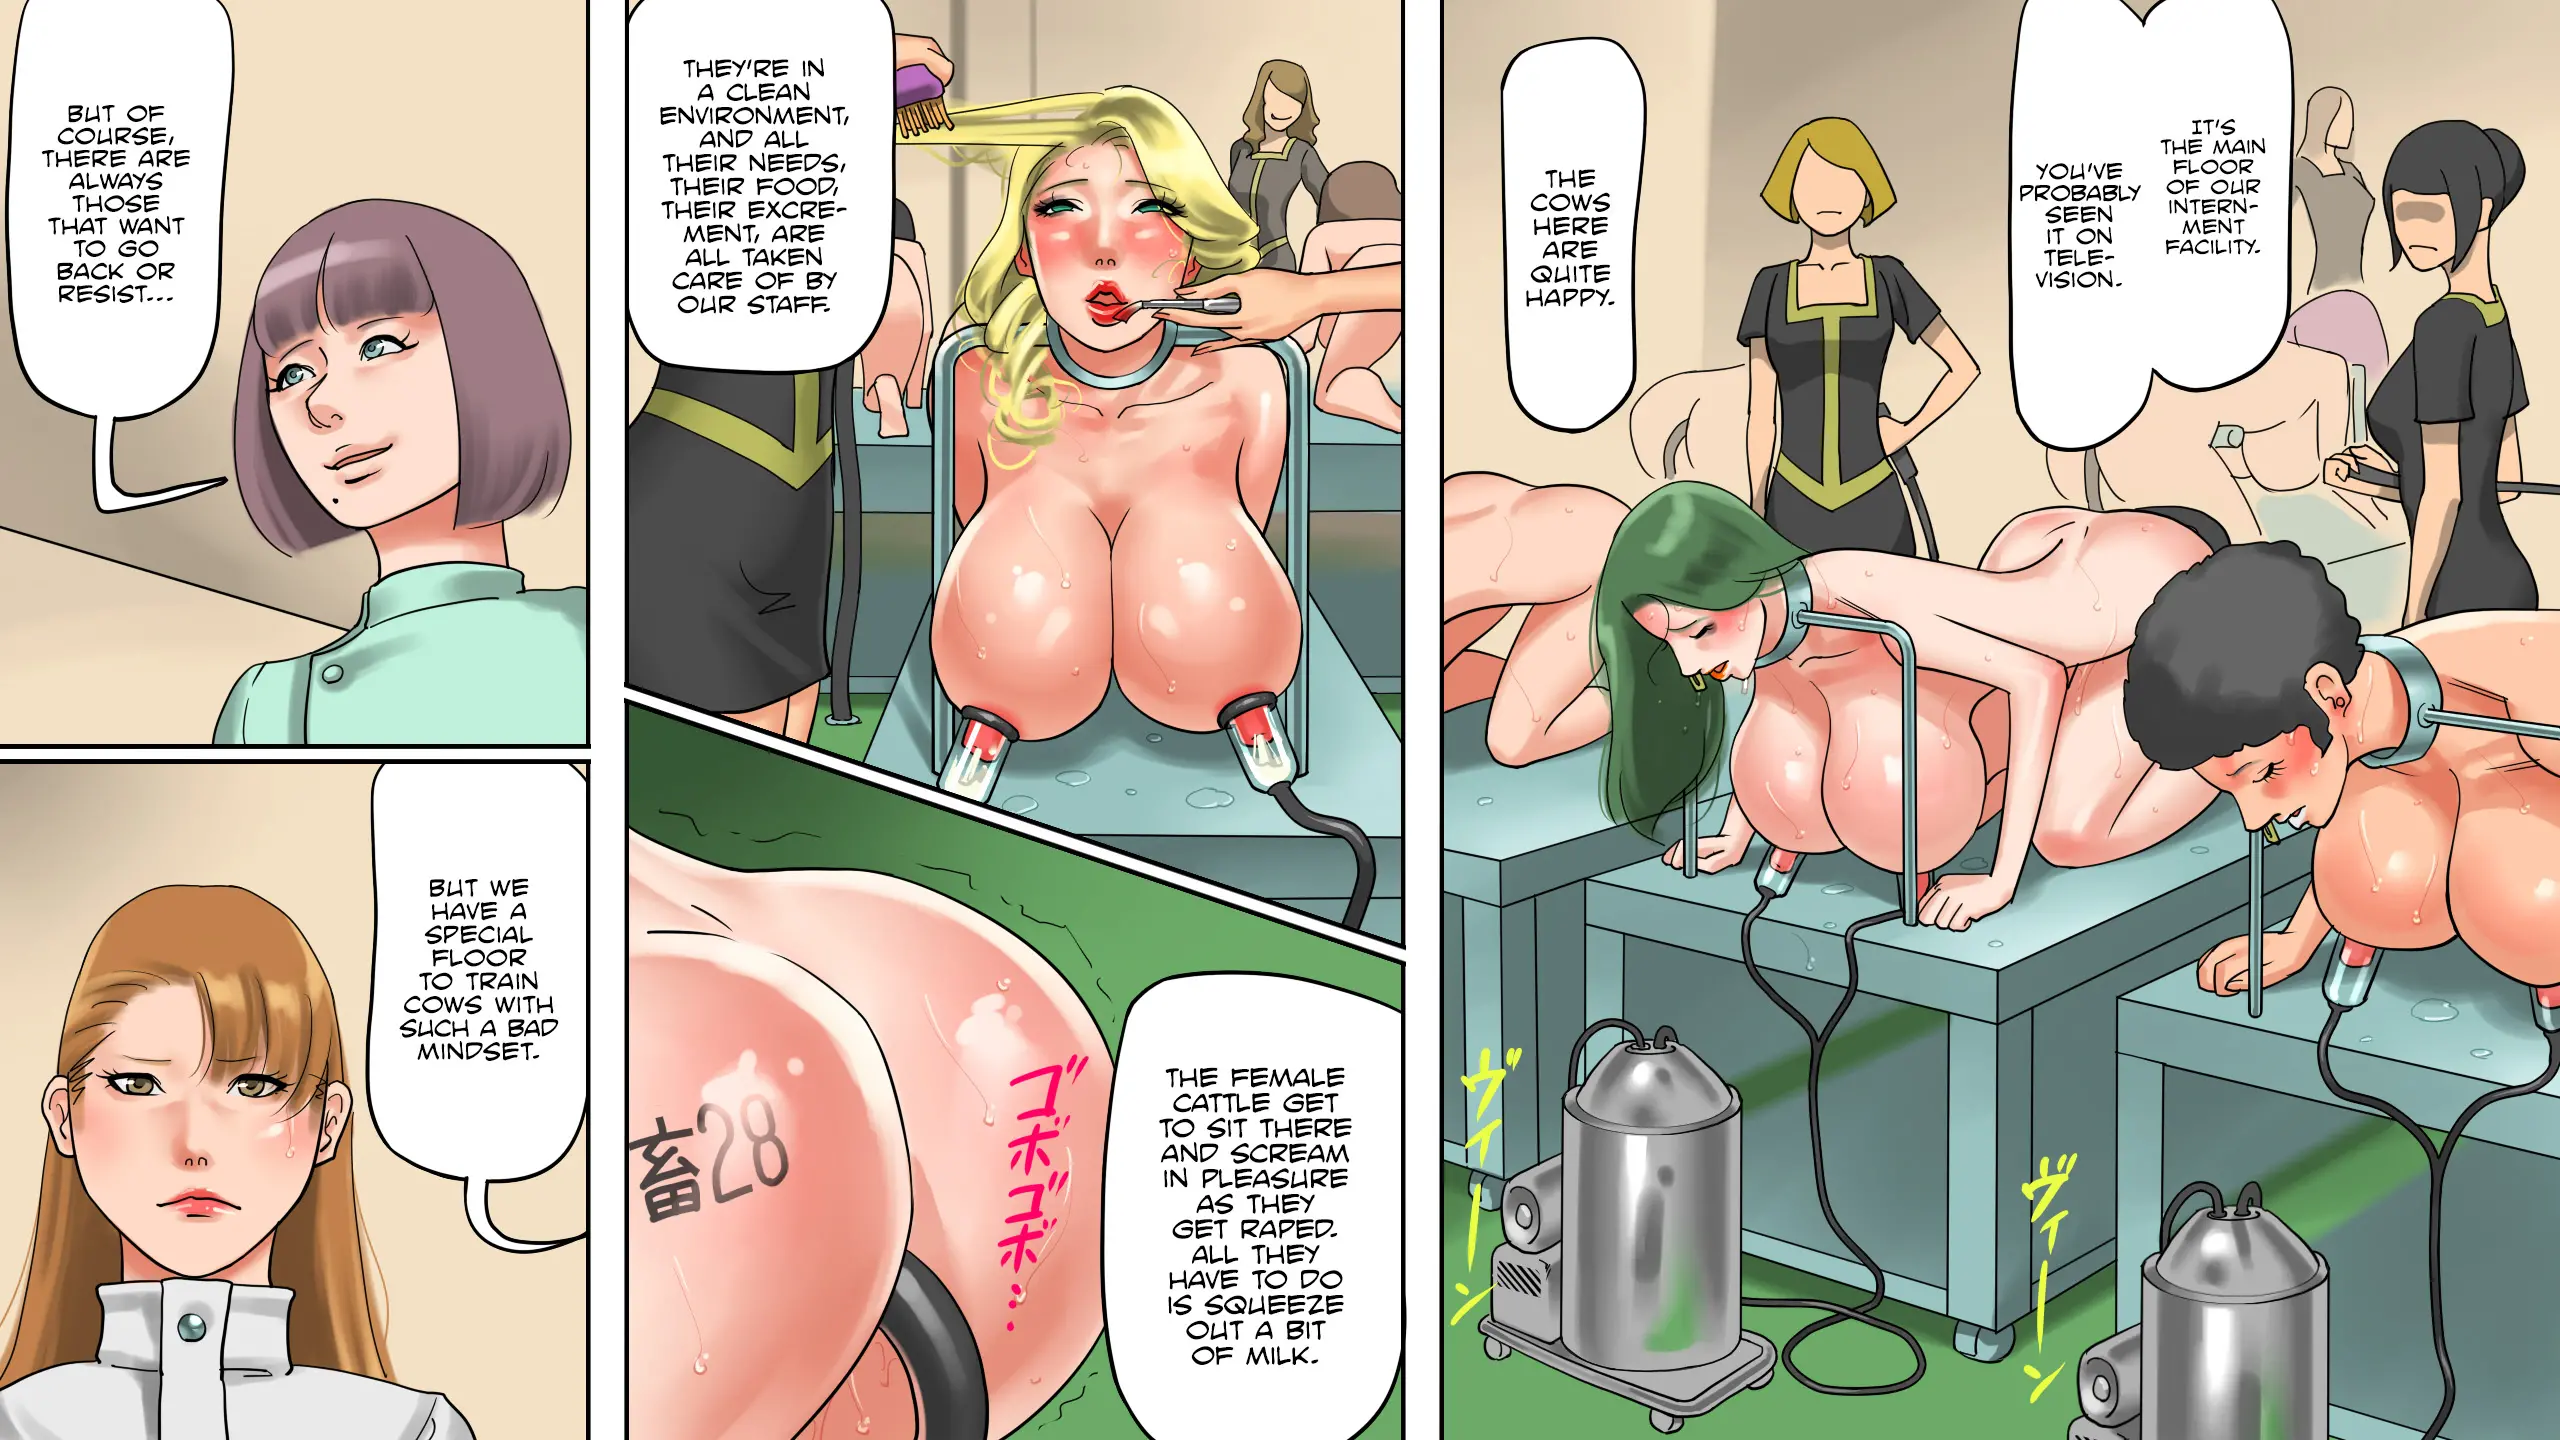 IT'S
THE MAIN
FLOOR
OF OUR
INTERN-
MENT
FACILITY.
YOU'VE
PROBABLY
SEEN
IT ON
TELE-
VISION.
THE
COWS
HERE
ARE
QUITE
HAPPY.
ヴィーン
ヴィーン
THEY'RE IN
A CLEAN
ENVIRONMENT,
AND ALL
THEIR NEEDS,
THEIR FOOD,
THEIR EXCRE-
MENT, ARE
ALL TAKEN
CARE OF BY
OUR STAFF.
THE FEMALE
CATTLE GET
TO SIT THERE
AND SCREAM
IN PLEASURE
AS THEY
GET RAPED.
ALL THEY
HAVE TO DO
IS SQUEEZE
OUT A BIT
OF MILK.
ゴボゴボ…
畜28
BUT OF
COURSE,
THERE ARE
ALWAYS
THOSE
THAT WANT
TO GO
BACK OR
RESIST...
BUT WE
HAVE A
SPECIAL
FLOOR
TO TRAIN
COWS WITH
SUCH A BAD
MINDSET.